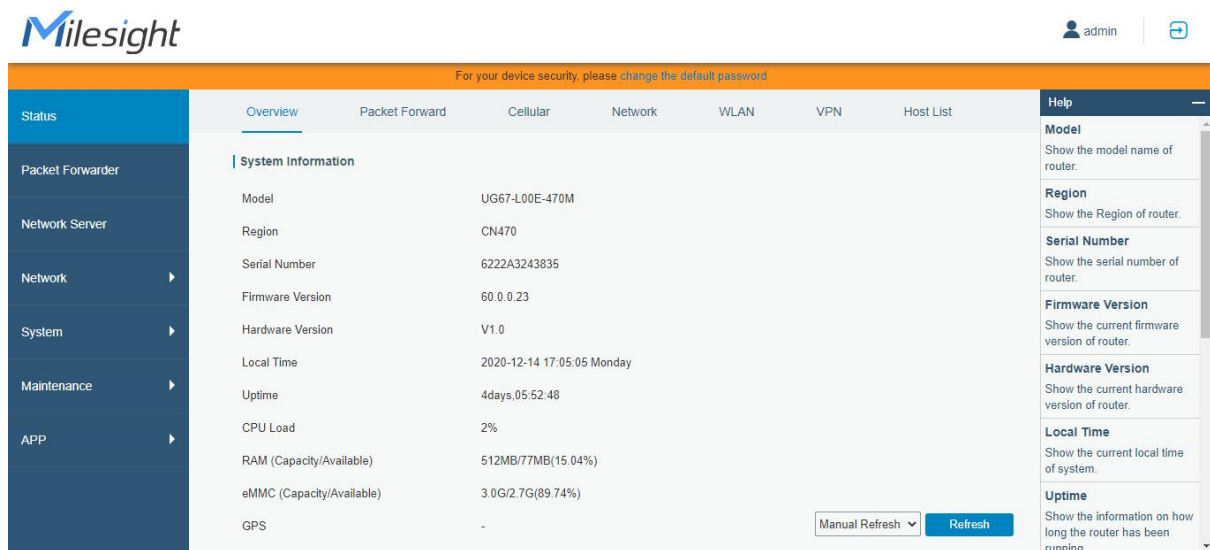 Milesight
admin
For your device security, please change the default password
Status
Packet Forwarder
Network Server
Network
System
Maintenance
APP
Overview Packet Forward Cellular Network WLAN VPN Host List
System Information
Model UG67-L00E-470M
Region CN470
Serial Number 6222A3243835
Firmware Version 60.0.0.23
Hardware Version V1.0
Local Time 2020-12-14 17:05:05 Monday
Uptime 4days,05:52:48
CPU Load 2%
RAM (Capacity/Available) 512MB/77MB(15.04%)
eMMC (Capacity/Available) 3.0G/2.7G(89.74%)
GPS -
Manual Refresh Refresh
Help
Model
Show the model name of
router.
Region
Show the Region of router.
Serial Number
Show the serial number of
router.
Firmware Version
Show the current firmware
version of router.
Hardware Version
Show the current hardware
version of router.
Local Time
Show the current local time
of system.
Uptime
Show the information on how
long the router has been
running.